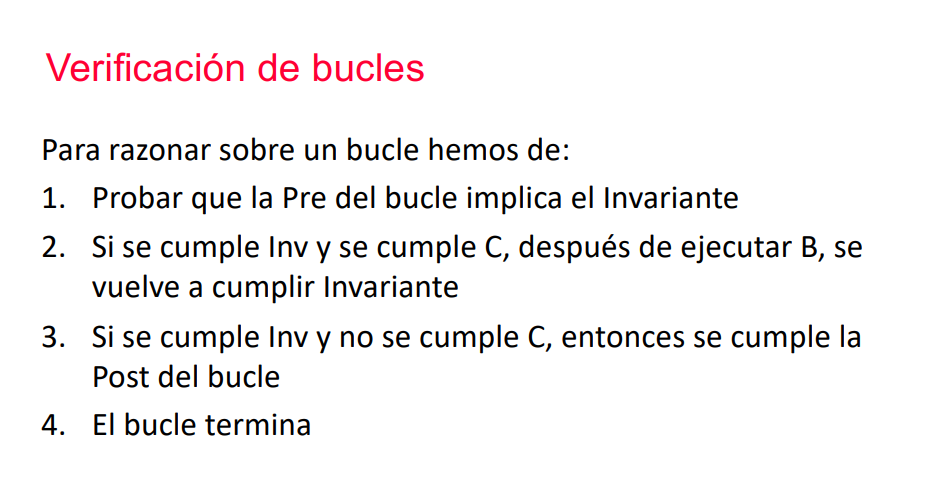 Verificación de bucles
Para razonar sobre un bucle hemos de:
1. Probar que la Pre del bucle implica el Invariante
2. Si se cumple Inv y se cumple C, después de ejecutar B, se
vuelve a cumplir Invariante
3. Si se cumple Inv y no se cumple C, entonces se cumple la
Post del bucle
4. El bucle termina